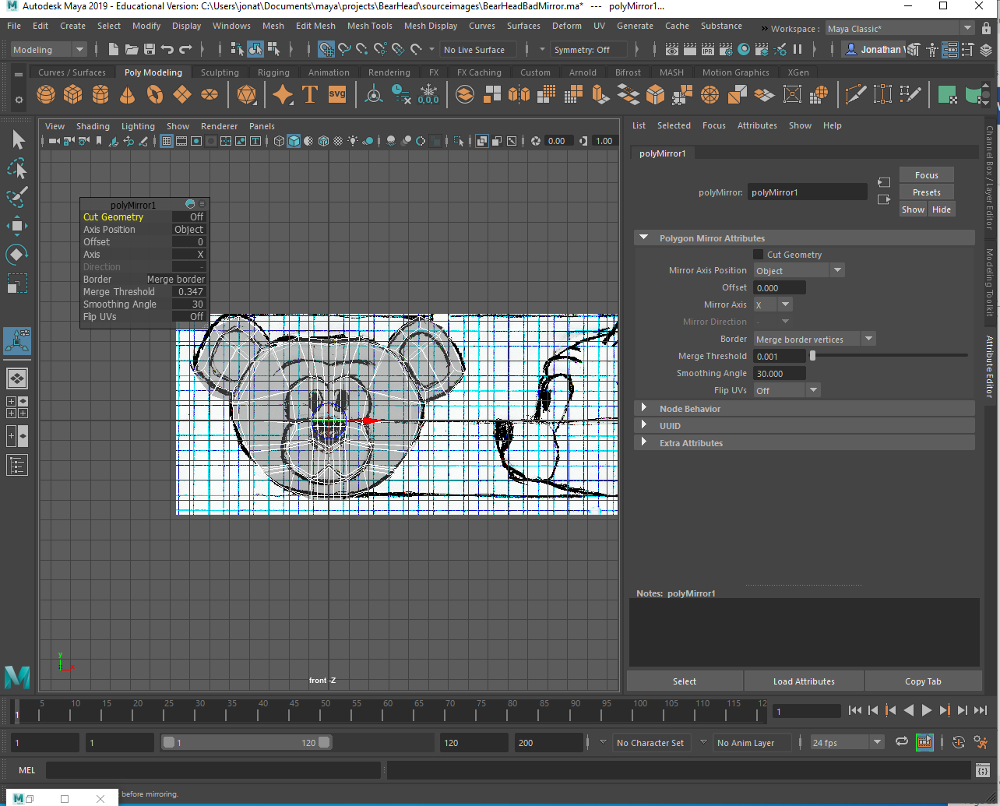 Autodesk Maya 2019 - Educational Version: C:\Users\jonat\Documents\maya\projects\BearHead\sourceimages\BearHeadBadMirror.ma* --- polyMirror1...
File Edit Create Select Modify Display Windows Mesh Edit Mesh Mesh Tools Mesh Display Curves Surfaces Deform UV Generate Cache Substance » Workspace : Maya Classic*
Modeling No Live Surface Symmetry: Off Jonathan
Curves / Surfaces Poly Modeling Sculpting Rigging Animation Rendering FX FX Caching Custom Arnold Bifrost MASH Motion Graphics XGen
T svg 0,0,0
View Shading Lighting Show Renderer Panels
0.00 1.00
polyMirror1
Cut Geometry Off
Axis Position Object
Offset 0
Axis X
Direction -
Border Merge border
Merge Threshold 0.347
Smoothing Angle 30
Flip UVs Off
y
z x
front -Z
List Selected Focus Attributes Show Help
polyMirror1
polyMirror: polyMirror1
Focus
Presets
Show Hide
Polygon Mirror Attributes
Cut Geometry
Mirror Axis Position Object
Offset 0.000
Mirror Axis X
Mirror Direction -
Border Merge border vertices
Merge Threshold 0.001
Smoothing Angle 30.000
Flip UVs Off
Node Behavior
UUID
Extra Attributes
Notes: polyMirror1
Select Load Attributes Copy Tab
Channel Box / Layer Editor
Modeling Toolkit
Attribute Editor
1 5 10 15 20 25 30 35 40 45 50 55 60 65 70 75 80 85 90 95 100 105 110 115 12 1
1 1 1 120 120 200 No Character Set No Anim Layer 24 fps
MEL
before mirroring.